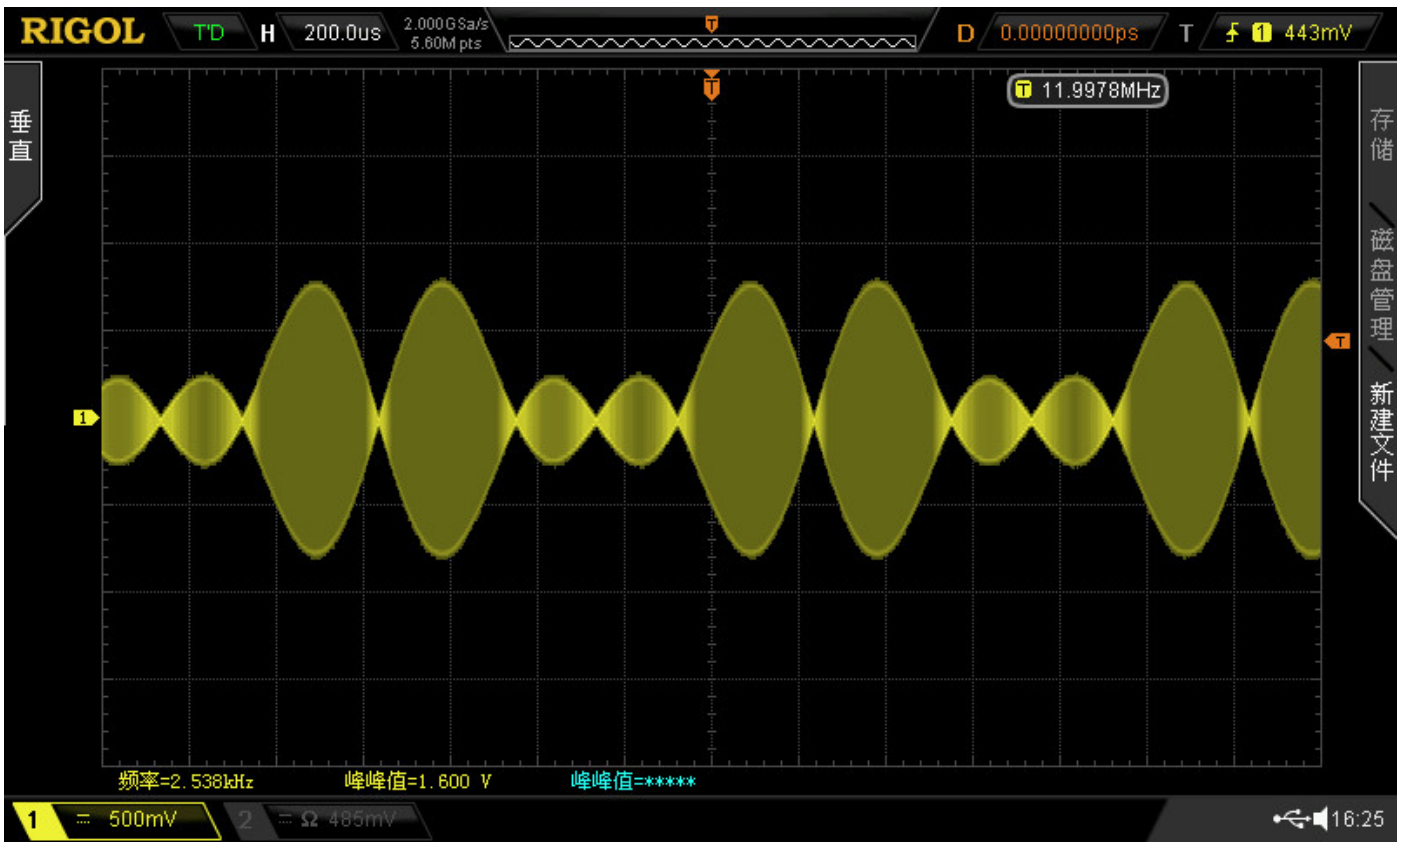 RIGOL T'D H 200.0us 2.000GSa/s D 0.00000000ps T 1 443mV
5.60M pts
T
垂直
T
T 11.9978MHz
存储
磁盘管理
新建文件
T
1
频率=2.538kHz 峰峰值=1.600 V 峰峰值=*****
1 = 500mV 2 = Ω 485mV 16:25